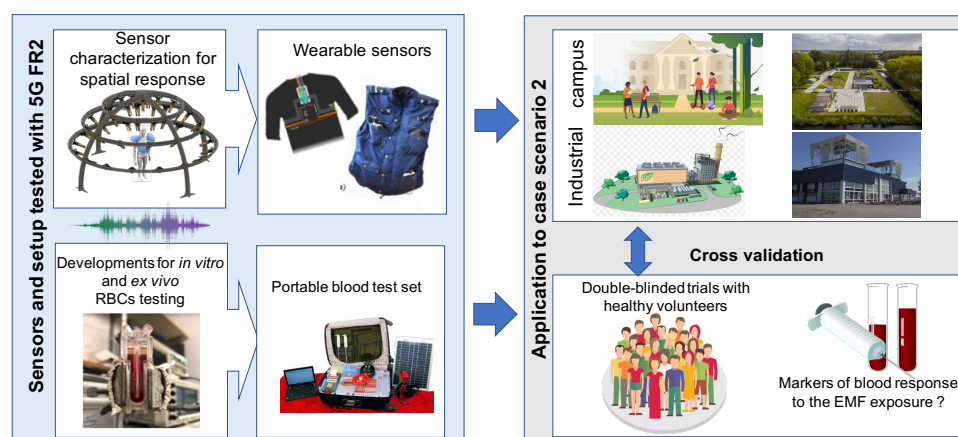 Sensors and setup tested with 5G FR2
Sensor
characterization for
spatial response
Wearable sensors
a)
Developments for in vitro
and ex vivo
RBCs testing
Portable blood test set
Application to case scenario 2
campus
Industrial
Cross validation
Double-blinded trials with
healthy volunteers
Markers of blood response
to the EMF exposure ?